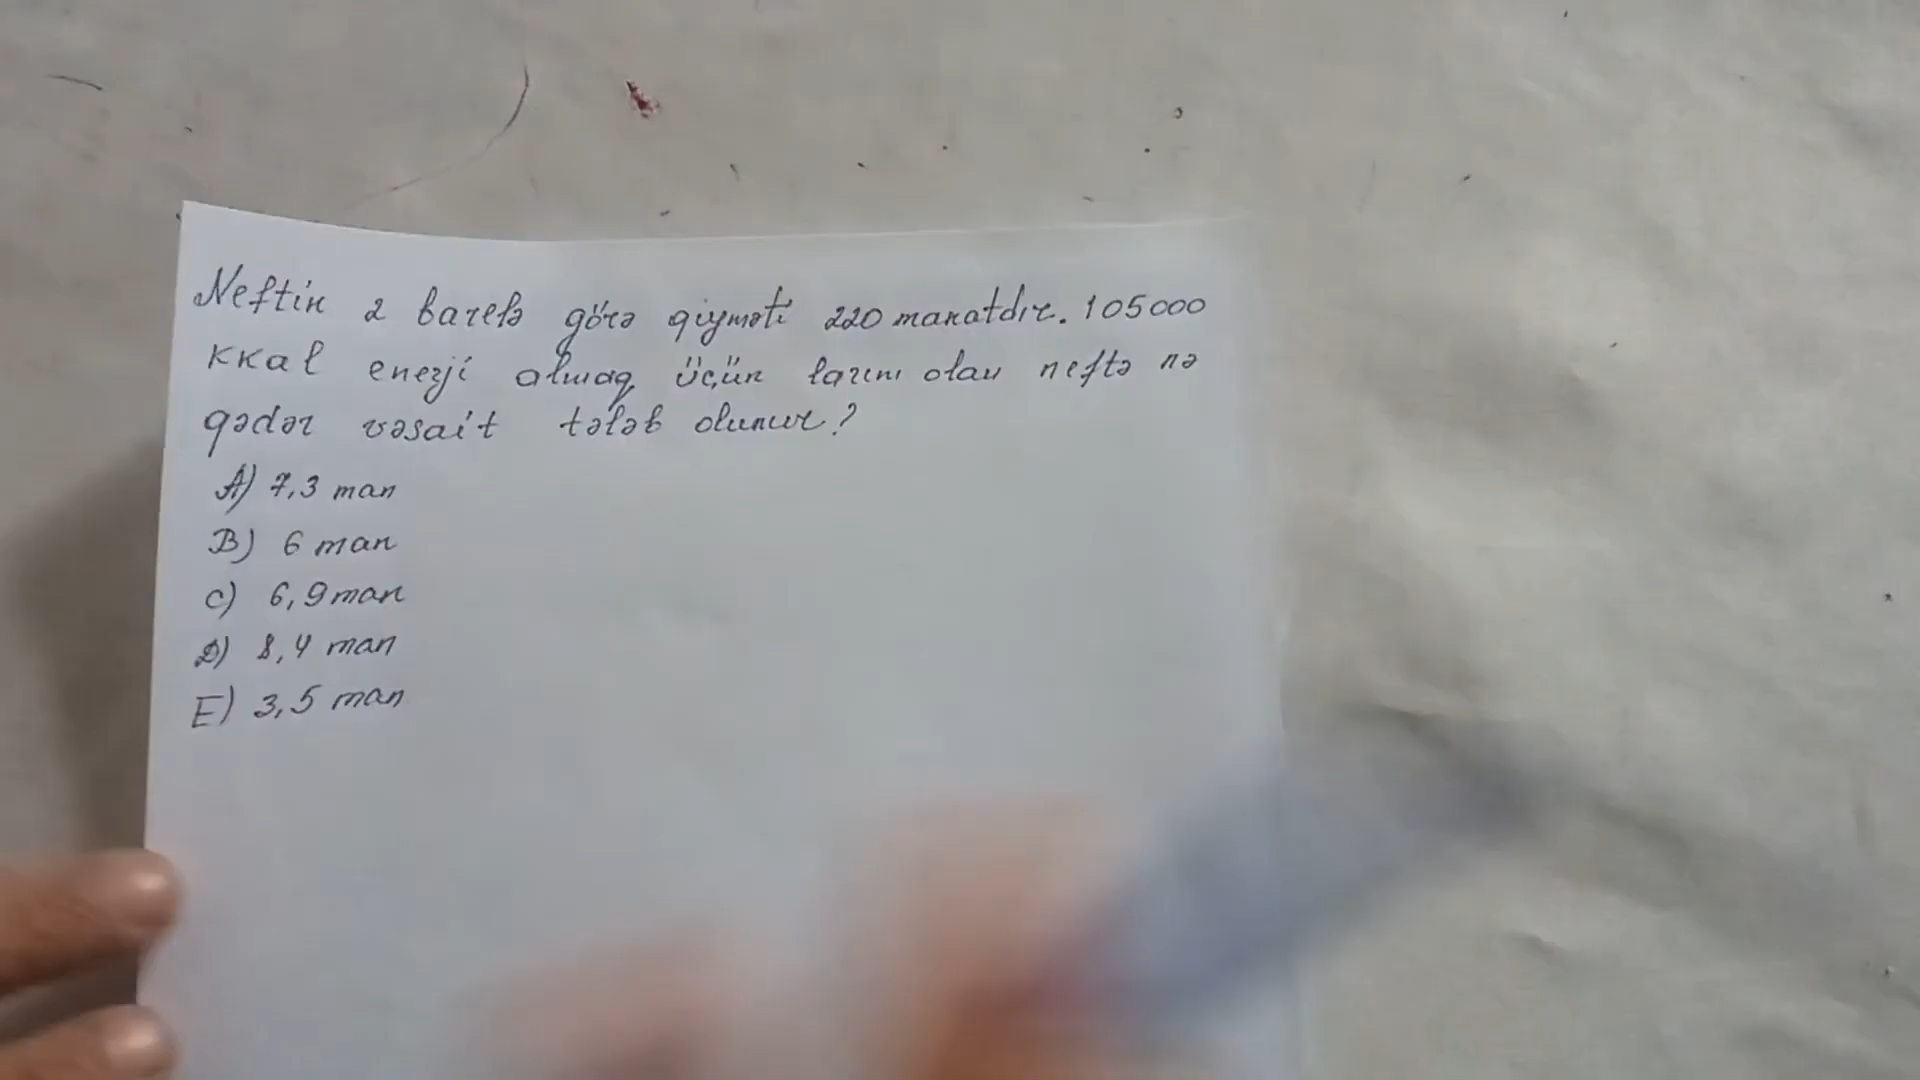 Neftin 2 barelə görə qiyməti 220 manatdır. 105000
kkal enerji almaq üçün lazım olan neftə nə
qədər vəsait tələb olunur?
A) 7,3 man
B) 6 man
C) 6,9 man
D) 8,4 man
E) 3,5 man